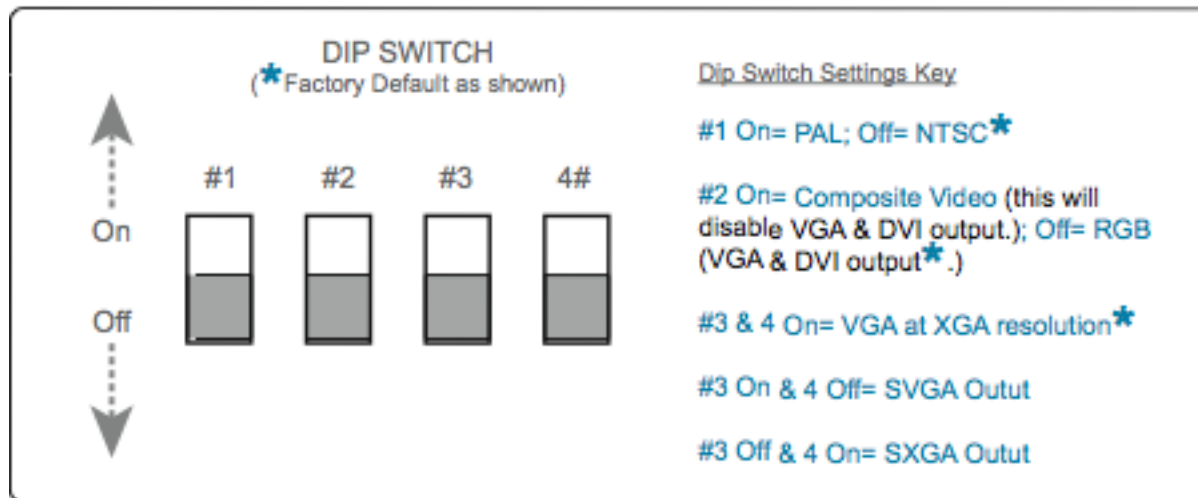 DIP SWITCH
(*Factory Default as shown)
#1 #2 #3 4#
On
Off
Dip Switch Settings Key
#1 On= PAL; Off= NTSC*
#2 On= Composite Video (this will
disable VGA & DVI output.); Off= RGB
(VGA & DVI output*.)
#3 & 4 On= VGA at XGA resolution*
#3 On & 4 Off= SVGA Outut
#3 Off & 4 On= SXGA Outut